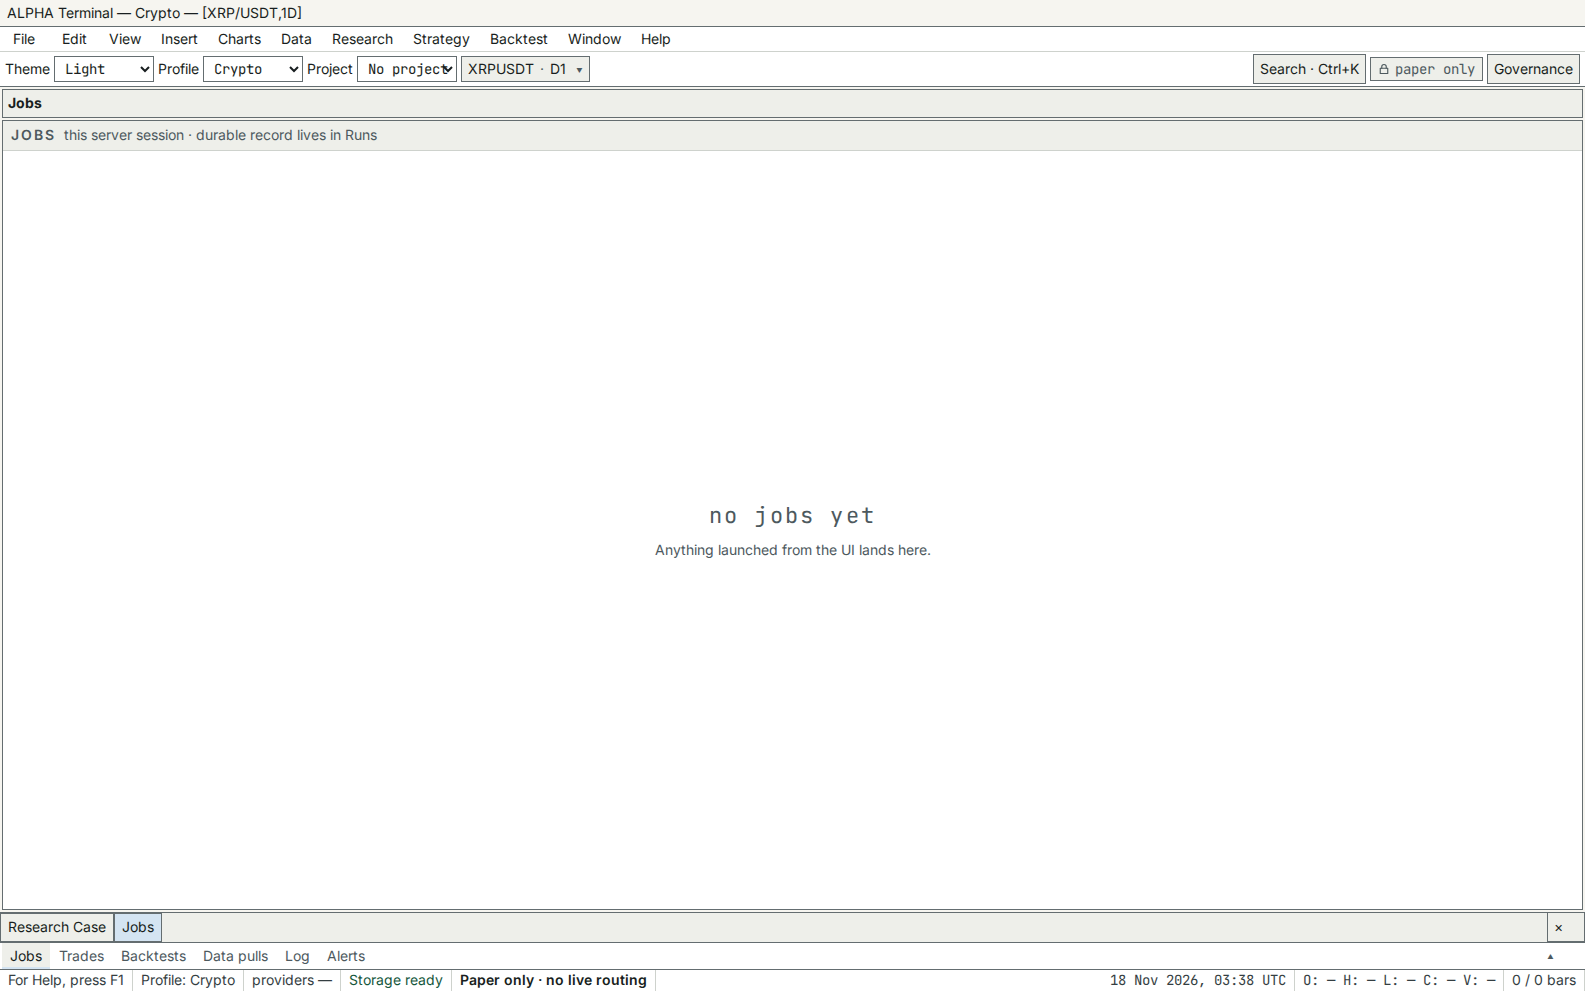 ALPHA Terminal — Crypto — [XRP/USDT,1D]
File Edit View Insert Charts Data Research Strategy Backtest Window Help
Theme Light Profile Crypto Project No project XRPUSDT · D1 Search · Ctrl+K paper only Governance
Jobs
JOBS this server session · durable record lives in Runs
no jobs yet
Anything launched from the UI lands here.
Research Case Jobs ×
Jobs Trades Backtests Data pulls Log Alerts
For Help, press F1 Profile: Crypto providers — Storage ready Paper only · no live routing 18 Nov 2026, 03:38 UTC O: — H: — L: — C: — V: — 0 / 0 bars